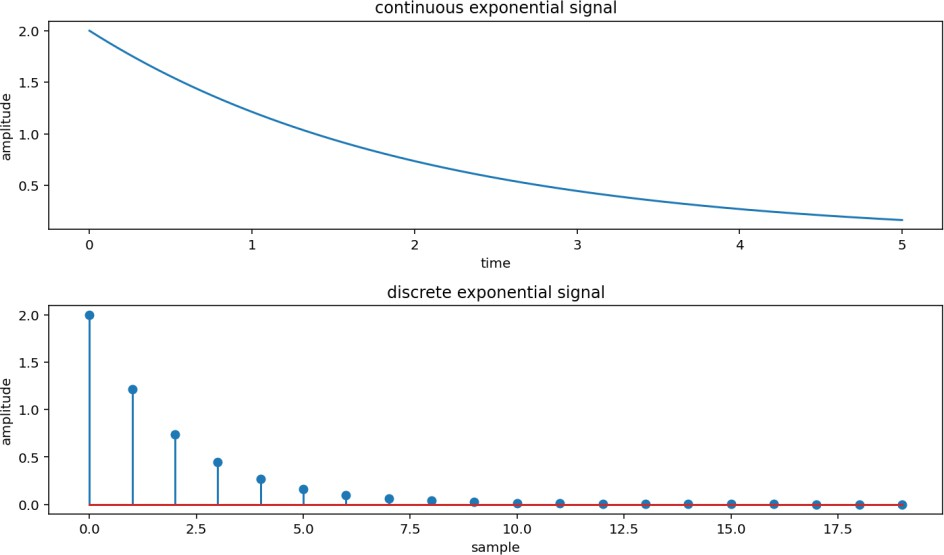 continuous exponential signal
2.0
1.5
1.0
0.5
amplitude
0 1 2 3 4 5
time
discrete exponential signal
2.0
1.5
1.0
0.5
0.0
amplitude
0.0 2.5 5.0 7.5 10.0 12.5 15.0 17.5
sample